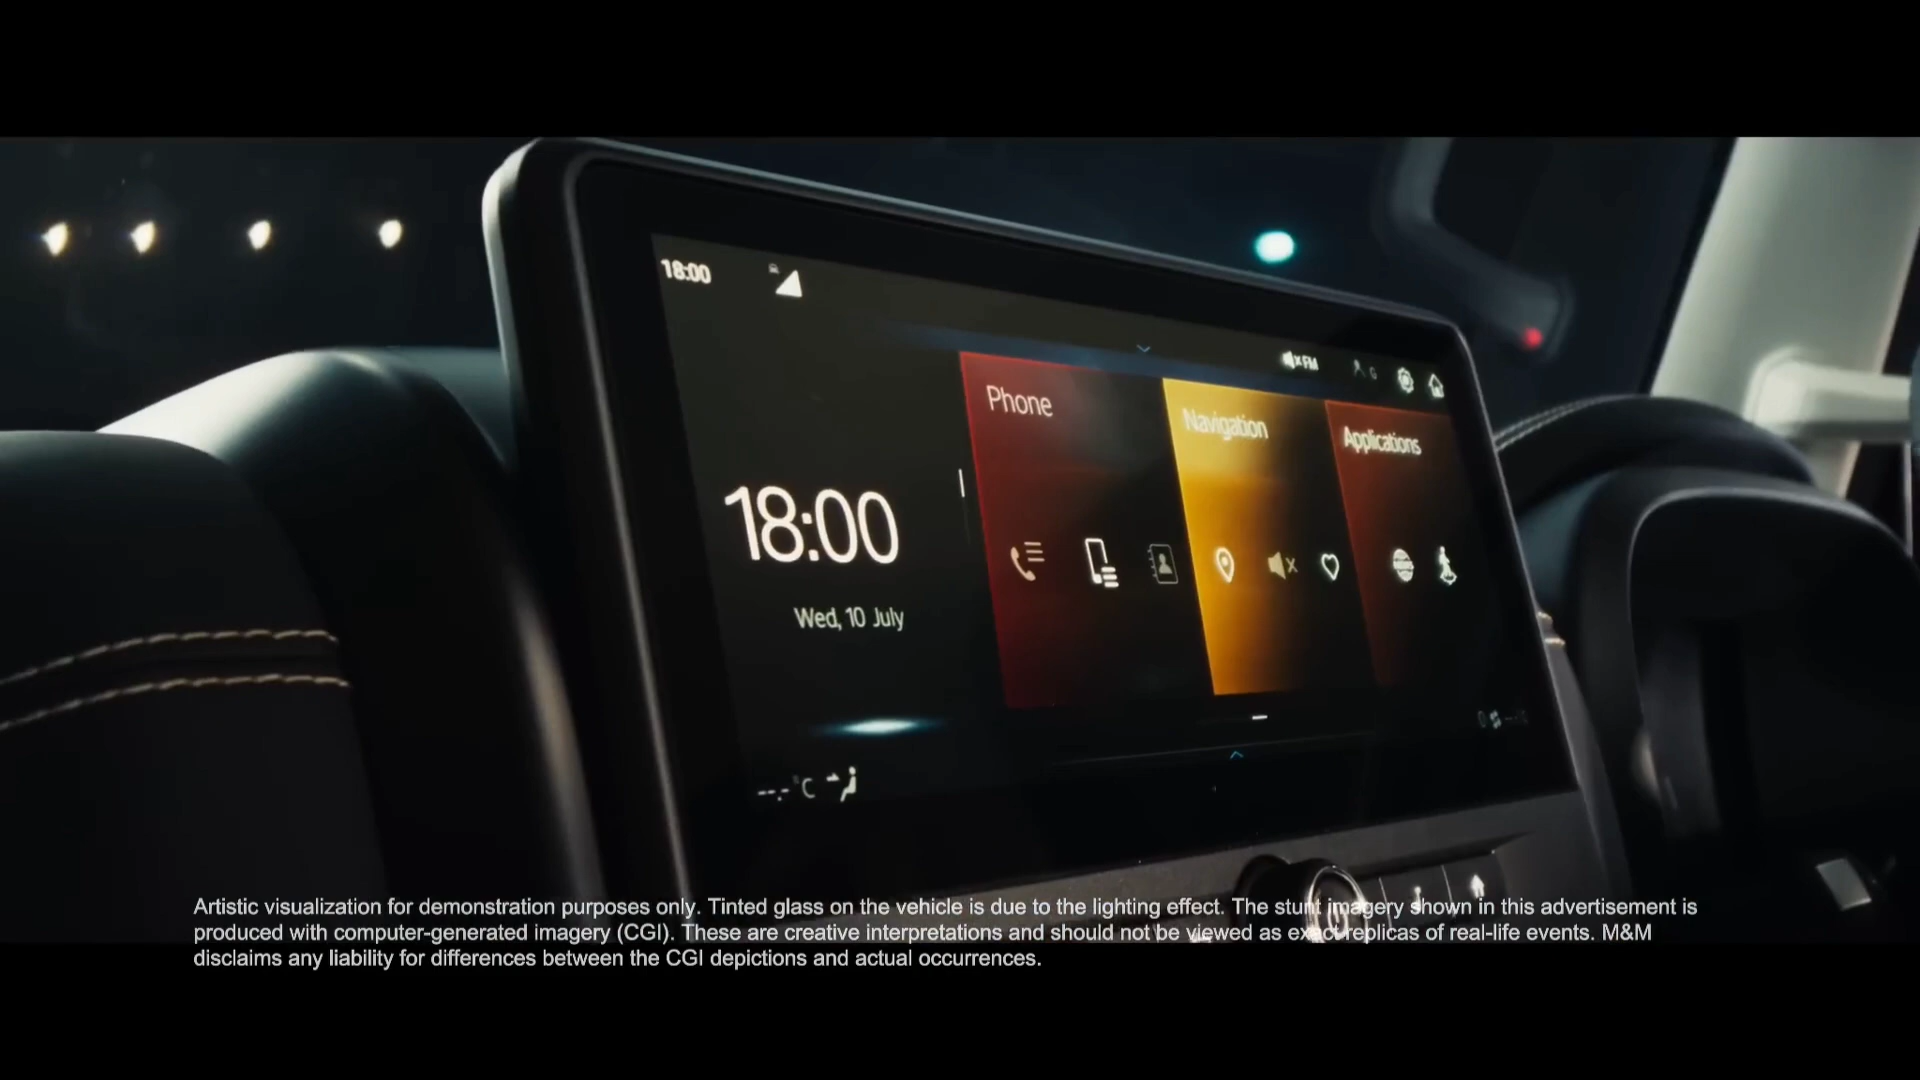 18:00
FM
Phone
Navigation
Applications
18:00
Wed, 10 July
--.- °C
Artistic visualization for demonstration purposes only. Tinted glass on the vehicle is due to the lighting effect. The stunt imagery shown in this advertisement is
produced with computer-generated imagery (CGI). These are creative interpretations and should not be viewed as exact replicas of real-life events. M&M
disclaims any liability for differences between the CGI depictions and actual occurrences.